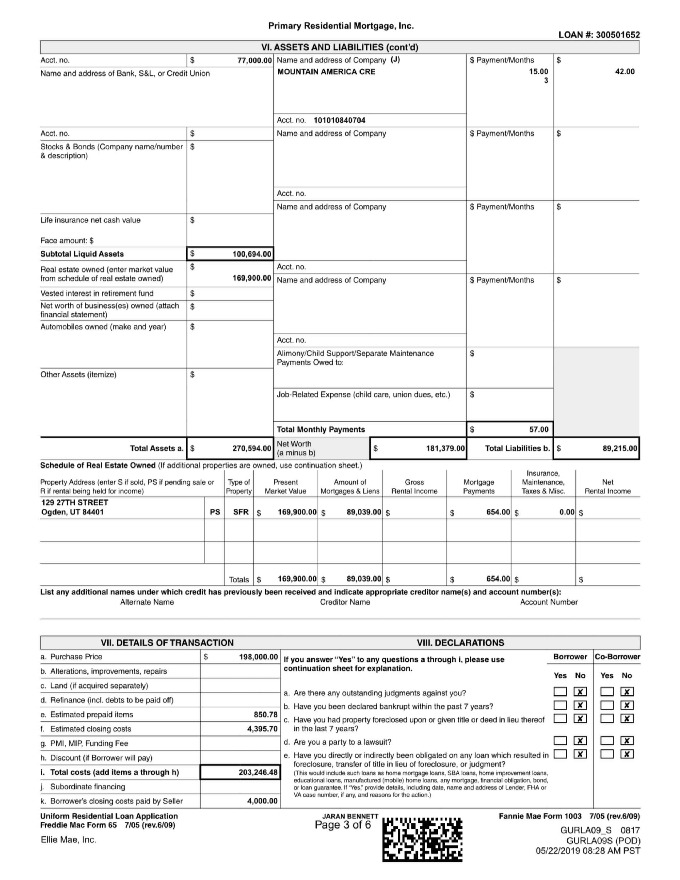 Primary Residential Mortgage, Inc.
LOAN #: 300501652
VI. ASSETS AND LIABILITIES (cont'd)
Acct. no. $ 77,000.00 Name and address of Company (J) $ Payment/Months $
Name and address of Bank, S&L, or Credit Union MOUNTAIN AMERICA CRE 15.00 42.00
3
Acct. no. 101010840704
Acct. no. $ Name and address of Company $ Payment/Months $
Stocks & Bonds (Company name/number $
& description)
Acct. no.
Name and address of Company $ Payment/Months $
Life insurance net cash value $
Face amount: $
Subtotal Liquid Assets $ 100,694.00
Real estate owned (enter market value $ Acct. no.
from schedule of real estate owned) 169,900.00 Name and address of Company $ Payment/Months $
Vested interest in retirement fund $
Net worth of business(es) owned (attach $
financial statement)
Automobiles owned (make and year) $
Acct. no.
Alimony/Child Support/Separate Maintenance $
Payments Owed to:
Other Assets (itemize) $
Job-Related Expense (child care, union dues, etc.) $
Total Monthly Payments $ 57.00
Total Assets a. $ 270,594.00 Net Worth $ 181,379.00 Total Liabilities b. $ 89,215.00
(a minus b)
Schedule of Real Estate Owned (If additional properties are owned, use continuation sheet.)
Insurance,
Property Address (enter S if sold, PS if pending sale or Type of Present Amount of Gross Mortgage Maintenance, Net
R if rental being held for income) Property Market Value Mortgages & Liens Rental Income Payments Taxes & Misc. Rental Income
129 27TH STREET
Ogden, UT 84401 PS SFR $ 169,900.00 $ 89,039.00 $ $ 654.00 $ 0.00 $
Totals $ 169,900.00 $ 89,039.00 $ $ 654.00 $ $
List any additional names under which credit has previously been received and indicate appropriate creditor name(s) and account number(s):
Alternate Name Creditor Name Account Number
VII. DETAILS OF TRANSACTION VIII. DECLARATIONS
a. Purchase Price $ 198,000.00
b. Alterations, improvements, repairs
c. Land (if acquired separately)
d. Refinance (incl. debts to be paid off)
e. Estimated prepaid items 850.78
f. Estimated closing costs 4,395.70
g. PMI, MIP, Funding Fee
h. Discount (if Borrower will pay)
i. Total costs (add items a through h) 203,246.48
j. Subordinate financing
k. Borrower's closing costs paid by Seller 4,000.00
If you answer "Yes" to any questions a through i, please use Borrower Co-Borrower
continuation sheet for explanation. Yes No Yes No
a. Are there any outstanding judgments against you? X X
b. Have you been declared bankrupt within the past 7 years? X X
c. Have you had property foreclosed upon or given title or deed in lieu thereof X X
in the last 7 years?
d. Are you a party to a lawsuit? X X
e. Have you directly or indirectly been obligated on any loan which resulted in X X
foreclosure, transfer of title in lieu of foreclosure, or judgment?
(This would include such loans as home mortgage loans, SBA loans, home improvement loans,
educational loans, manufactured (mobile) home loans, any mortgage, financial obligation, bond,
or loan guarantee. If "Yes," provide details, including date, name and address of Lender, FHA or
VA case number, if any, and reasons for the action.)
Uniform Residential Loan Application JARAN BENNETT Fannie Mae Form 1003 7/05 (rev.6/09)
Freddie Mac Form 65 7/05 (rev.6/09) Page 3 of 6
Ellie Mae, Inc. GURLA09_S 0817
GURLA09S (POD)
05/22/2019 08:28 AM PST